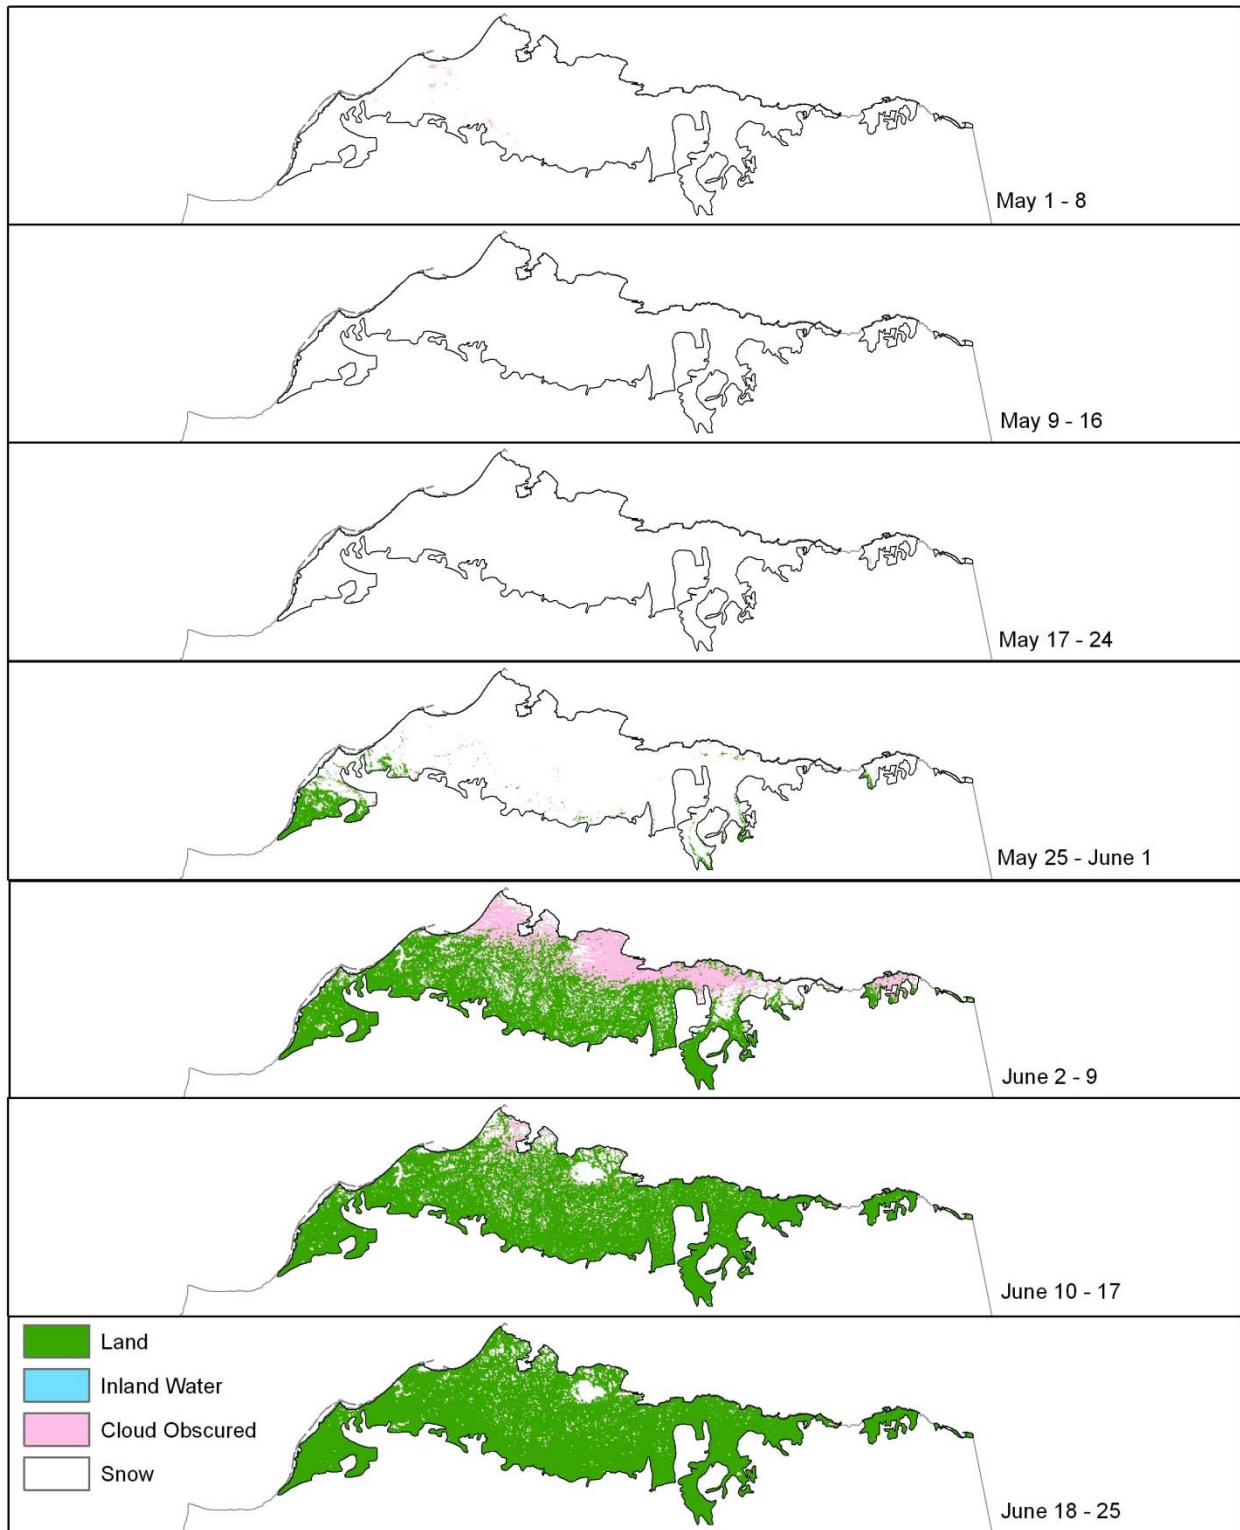 May 1 - 8
May 9 - 16
May 17 - 24
May 25 - June 1
June 2 - 9
June 10 - 17
Land
Inland Water
Cloud Obscured
Snow
June 18 - 25